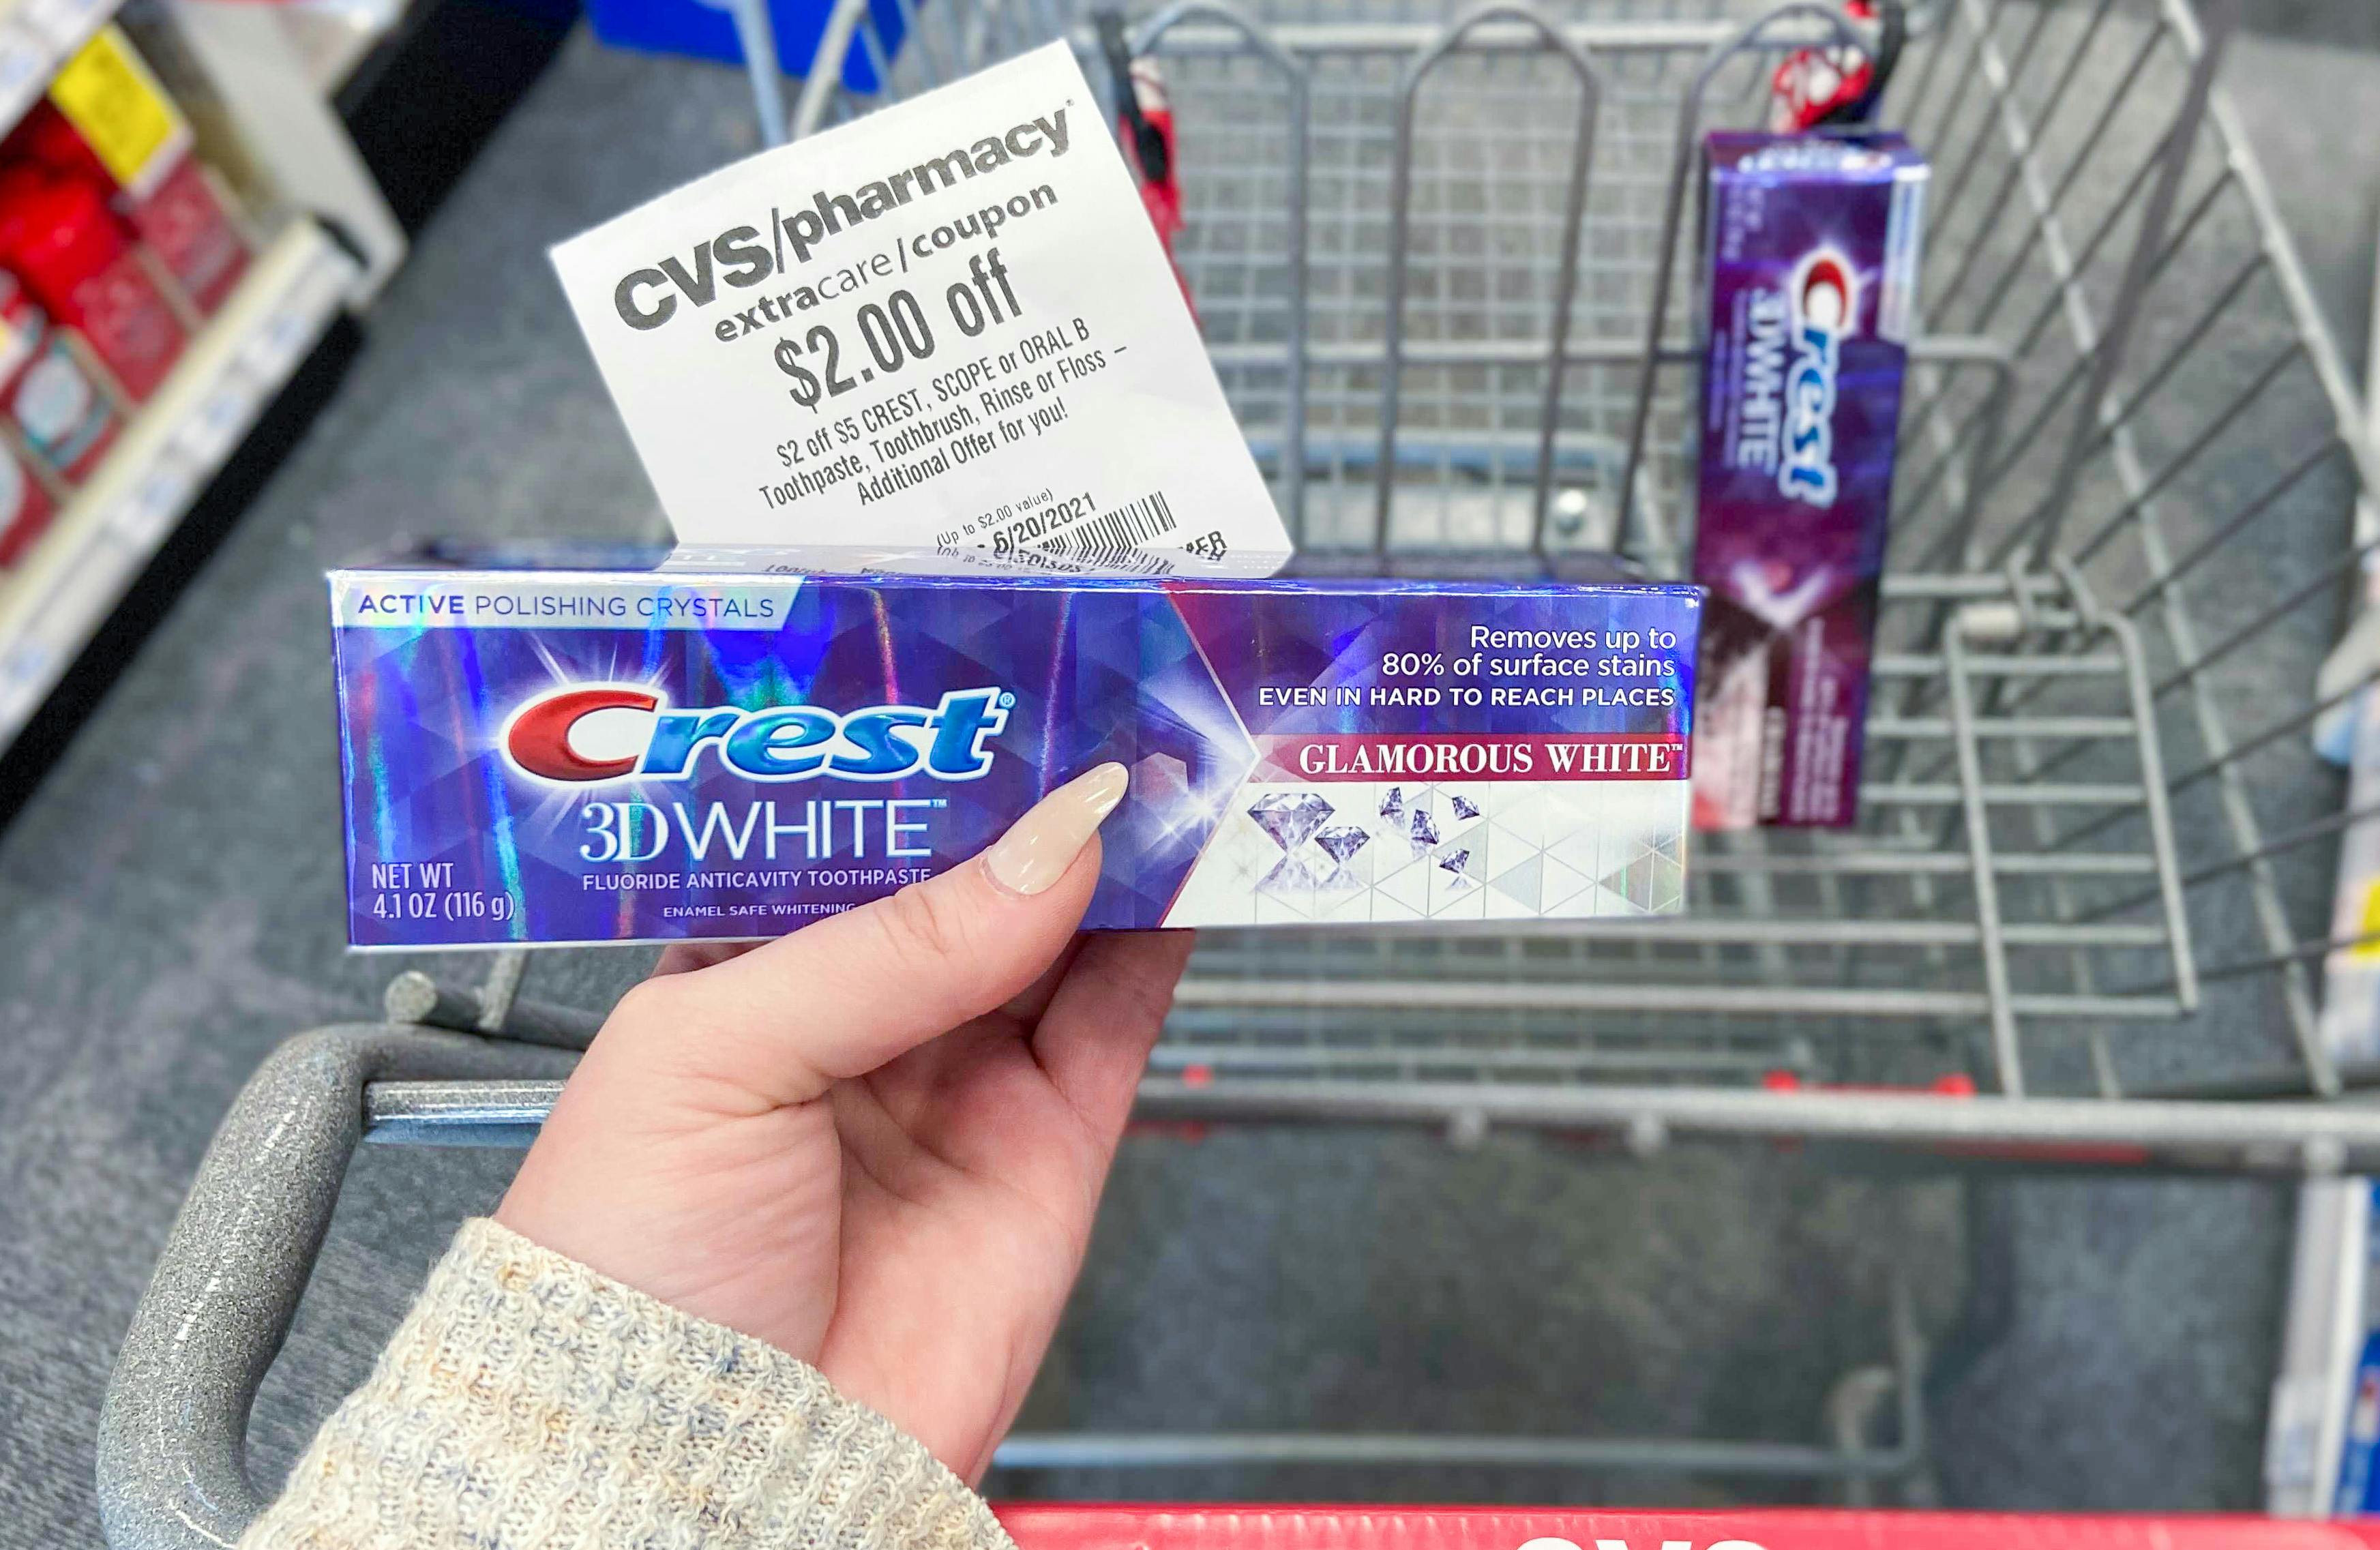 CVS/pharmacy®
extracare/coupon
$2.00 off
$2 off $5 CREST, SCOPE or ORAL B
Toothpaste, Toothbrush, Rinse or Floss –
Additional Offer for you!
(Up to $2.00 value)
6/20/2021
ACTIVE POLISHING CRYSTALS
Crest®
3D WHITE™
FLUORIDE ANTICAVITY TOOTHPASTE
ENAMEL SAFE WHITENING
NET WT
4.1 OZ (116 g)
Removes up to
80% of surface stains
EVEN IN HARD TO REACH PLACES
GLAMOROUS WHITE™
Crest
3D WHITE
CVS